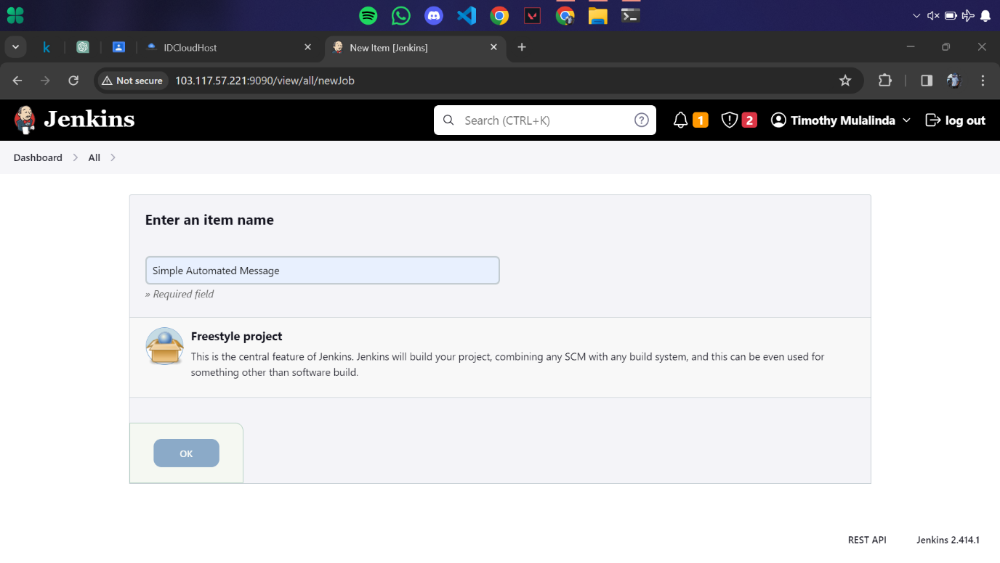 IDCloudHost
New Item [Jenkins]
Not secure
103.117.57.221:9090/view/all/newJob
Jenkins
Search (CTRL+K)
?
1
2
Timothy Mulalinda
log out
Dashboard
All
Enter an item name
Simple Automated Message
» Required field
Freestyle project
This is the central feature of Jenkins. Jenkins will build your project, combining any SCM with any build system, and this can be even used for
something other than software build.
OK
REST API
Jenkins 2.414.1